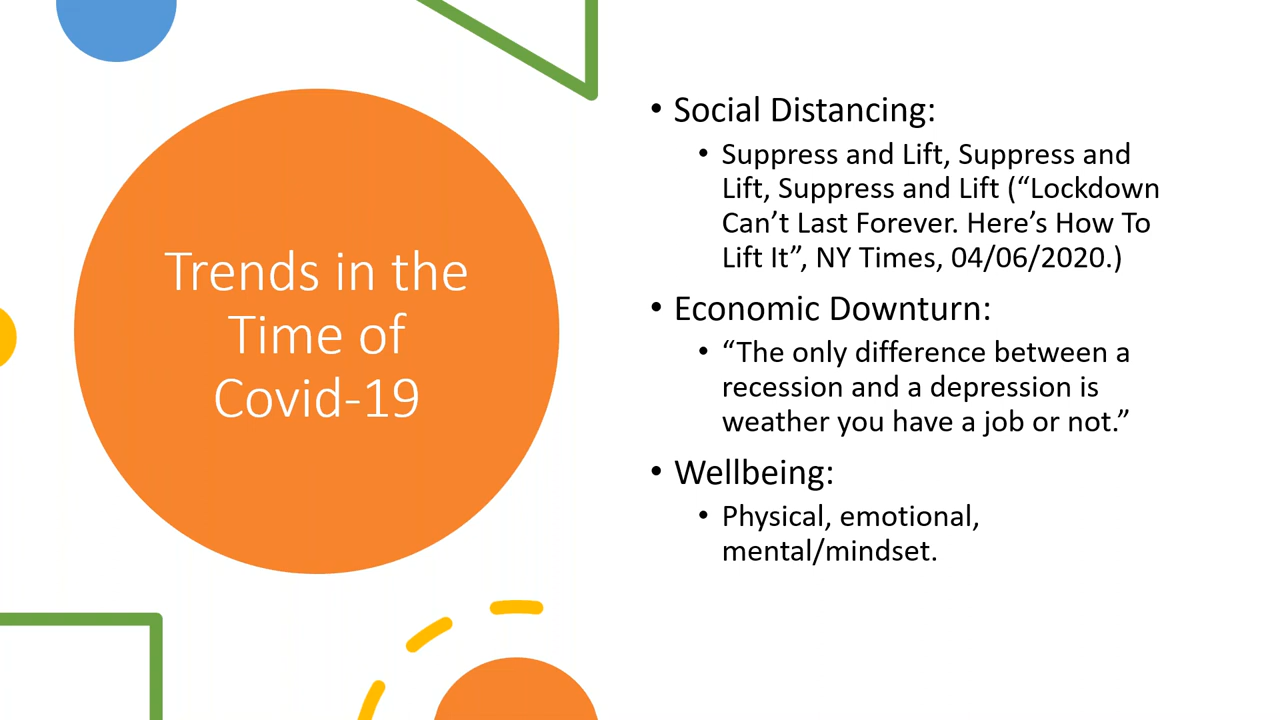 Trends in the
Time of
Covid-19
• Social Distancing:
• Suppress and Lift, Suppress and
Lift, Suppress and Lift (“Lockdown
Can’t Last Forever. Here’s How To
Lift It”, NY Times, 04/06/2020.)
• Economic Downturn:
• “The only difference between a
recession and a depression is
weather you have a job or not.”
• Wellbeing:
• Physical, emotional,
mental/mindset.